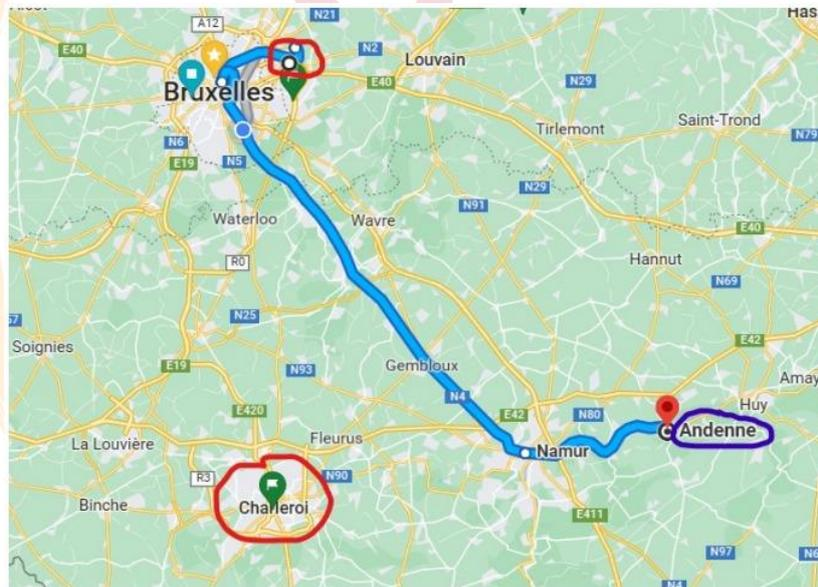 N21
A12
Has
E40
N2
Louvain
E40
N29
Bruxelles
Tirlemont
Saint-Trond
N6
N5
N79
E19
N29
Waterloo
Wavre
N91
E40
R0
Hannut
N69
N25
Soignies
E42
E19
N93
Gembloux
Amay
N4
Huy
E420
E42
N80
Andenne
Fleurus
La Louvière
Namur
R3
N90
Binche
Charleroi
E411
N97
N4